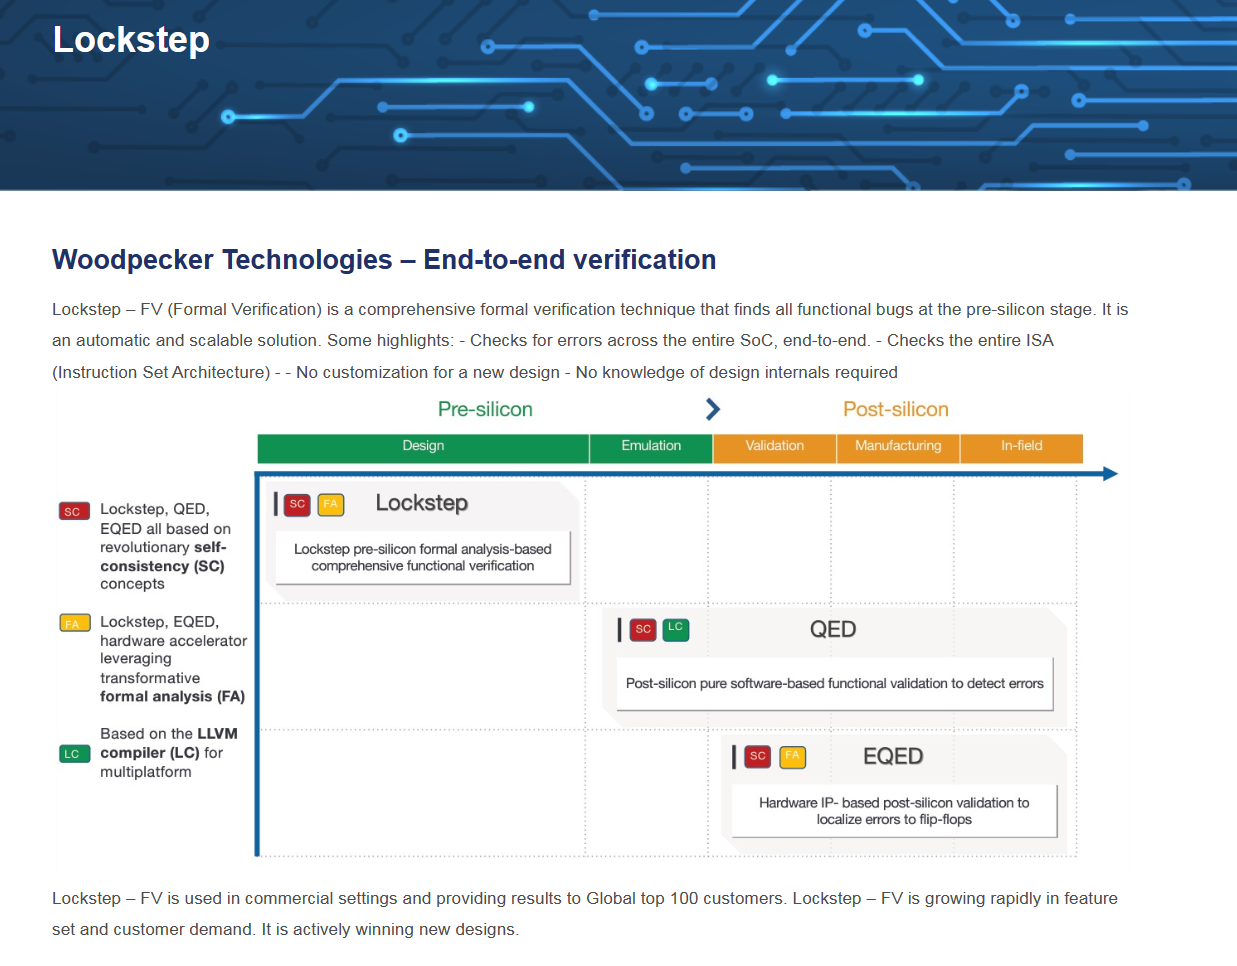 Lockstep
Woodpecker Technologies – End-to-end verification
Lockstep – FV (Formal Verification) is a comprehensive formal verification technique that finds all functional bugs at the pre-silicon stage. It is
an automatic and scalable solution. Some highlights: - Checks for errors across the entire SoC, end-to-end. - Checks the entire ISA
(Instruction Set Architecture) - - No customization for a new design - No knowledge of design internals required
Pre-silicon
Post-silicon
Design
Emulation
Validation
Manufacturing
In-field
SC
Lockstep, QED,
EQED all based on
revolutionary self-
consistency (SC)
concepts
FA
Lockstep, EQED,
hardware accelerator
leveraging
transformative
formal analysis (FA)
LC
Based on the LLVM
compiler (LC) for
multiplatform
SC FA Lockstep
Lockstep pre-silicon formal analysis-based
comprehensive functional verification
SC LC QED
Post-silicon pure software-based functional validation to detect errors
SC FA EQED
Hardware IP- based post-silicon validation to
localize errors to flip-flops
Lockstep – FV is used in commercial settings and providing results to Global top 100 customers. Lockstep – FV is growing rapidly in feature
set and customer demand. It is actively winning new designs.